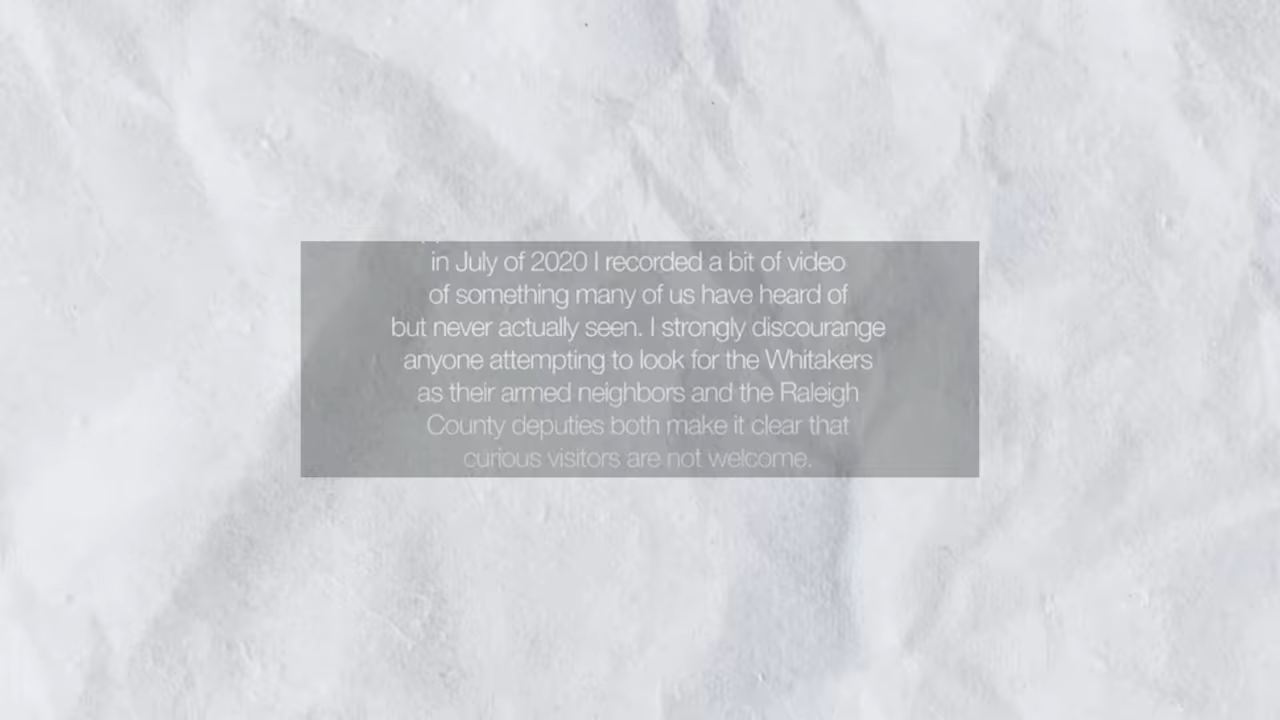 in July of 2020 I recorded a bit of video
of something many of us have heard of
but never actually seen. I strongly discourange
anyone attempting to look for the Whitakers
as their armed neighbors and the Raleigh
County deputies both make it clear that
curious visitors are not welcome.